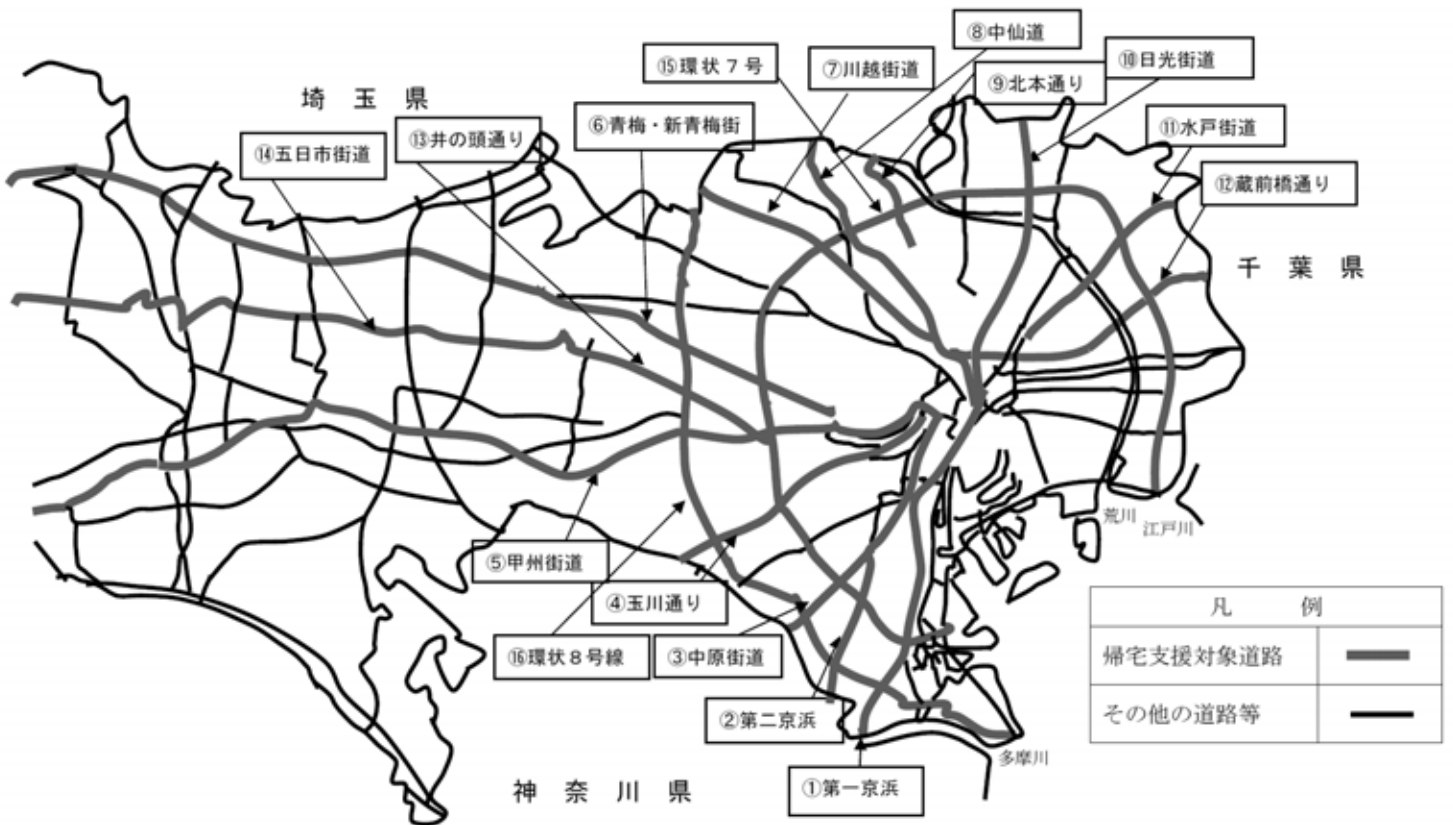 ⑧中仙道
⑮環状７号
⑦川越街道
⑩日光街道
⑨北本通り
埼玉県
⑥青梅・新青梅街
⑬井の頭通り
⑪水戸街道
⑭五日市街道
⑫蔵前橋通り
千葉県
荒川
江戸川
⑤甲州街道
④玉川通り
⑯環状８号線
③中原街道
②第二京浜
①第一京浜
多摩川
神奈川県
凡例
帰宅支援対象道路
その他の道路等